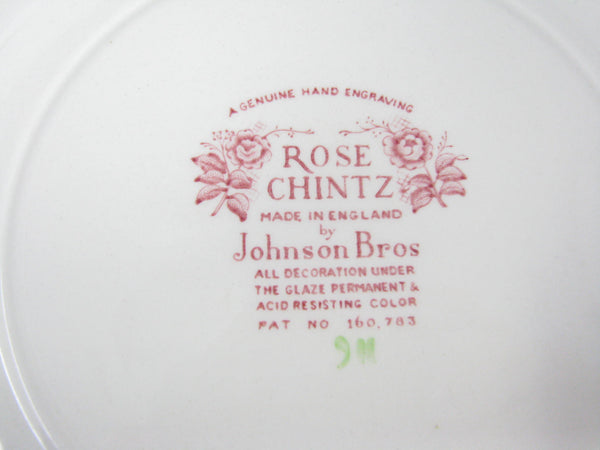 A GENUINE HAND ENGRAVING
ROSE
CHINTZ
MADE IN ENGLAND
by
Johnson Bros
ALL DECORATION UNDER
THE GLAZE PERMANENT &
ACID RESISTING COLOR
PAT NO 160,783